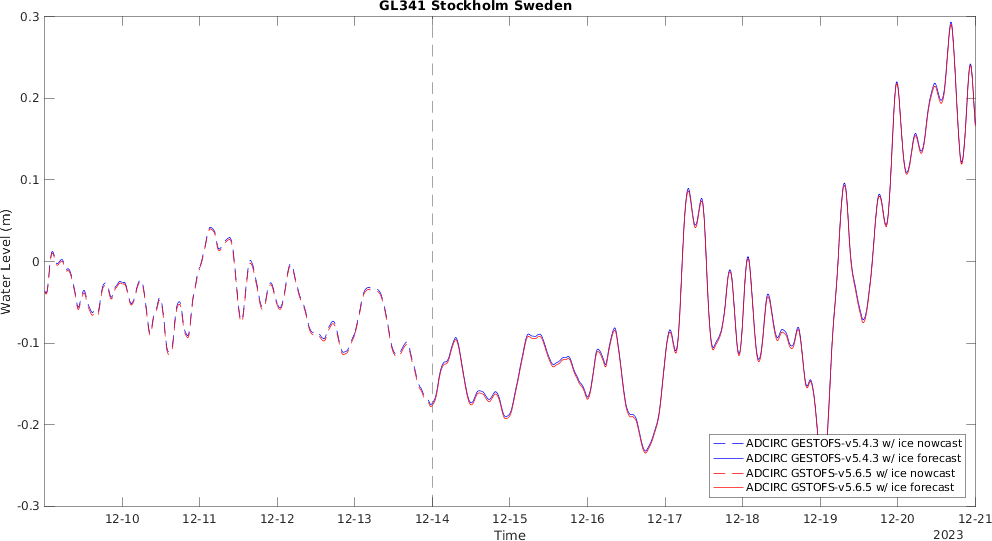 GL341 Stockholm Sweden
0.3
0.2
0.1
0
-0.1
-0.2
-0.3
Water Level (m)
ADCIRC GESTOFS-v5.4.3 w/ ice nowcast
ADCIRC GESTOFS-v5.4.3 w/ ice forecast
ADCIRC GSTOFS-v5.6.5 w/ ice nowcast
ADCIRC GSTOFS-v5.6.5 w/ ice forecast
12-10 12-11 12-12 12-13 12-14 12-15 12-16 12-17 12-18 12-19 12-20 12-21
Time
2023